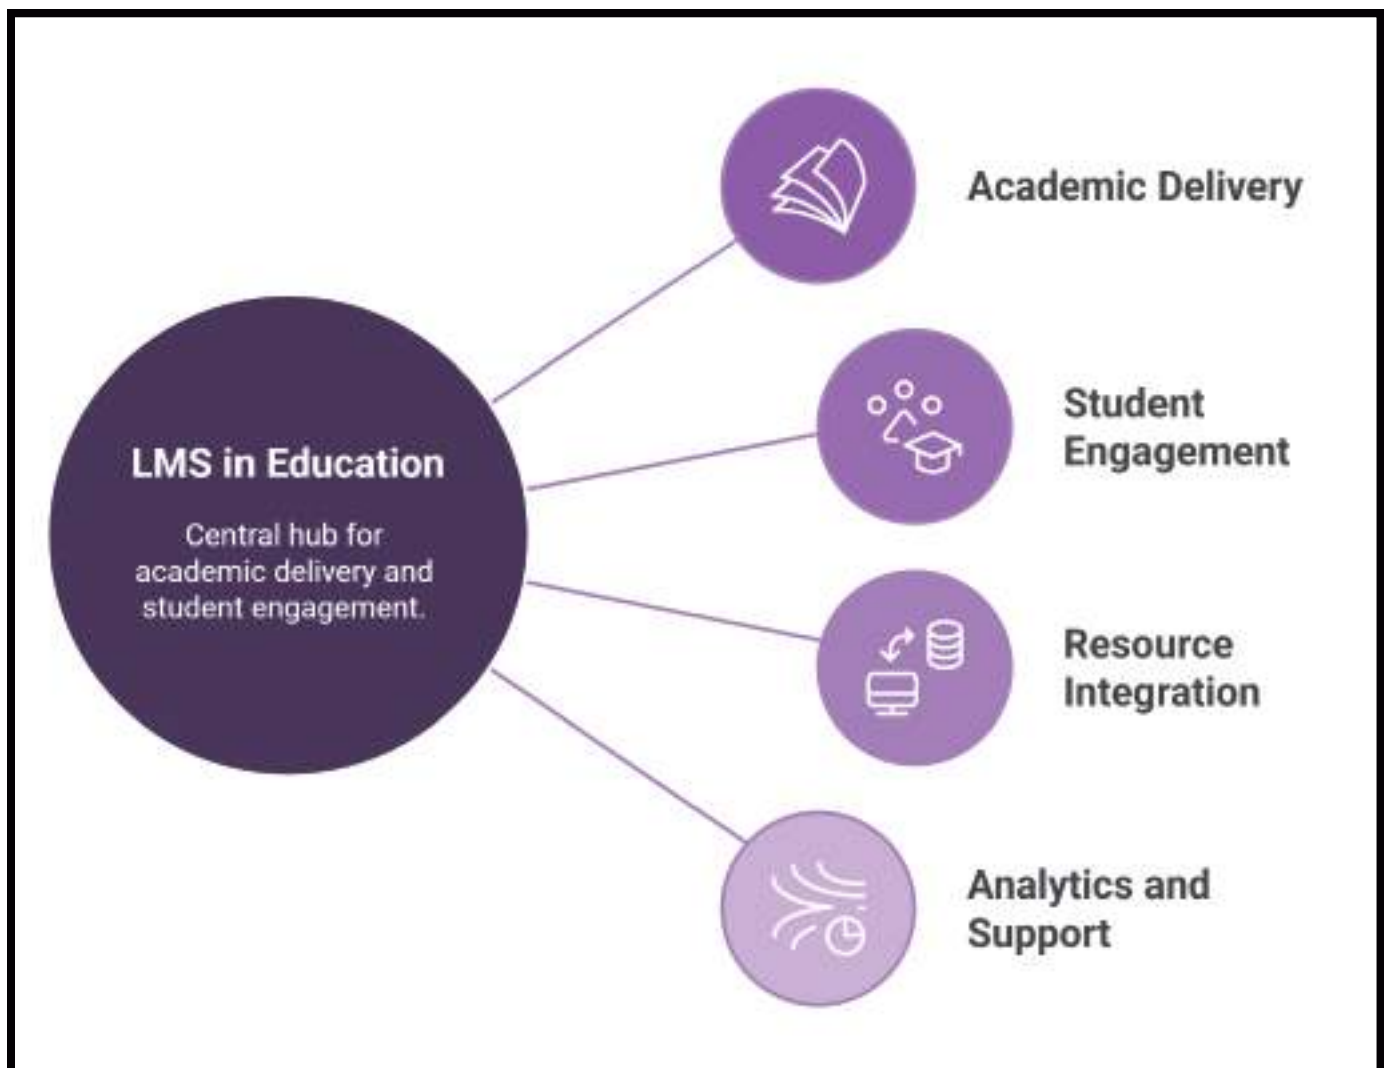 LMS in Education
Central hub for
academic delivery and
student engagement.
Academic Delivery
Student
Engagement
Resource
Integration
Analytics and
Support